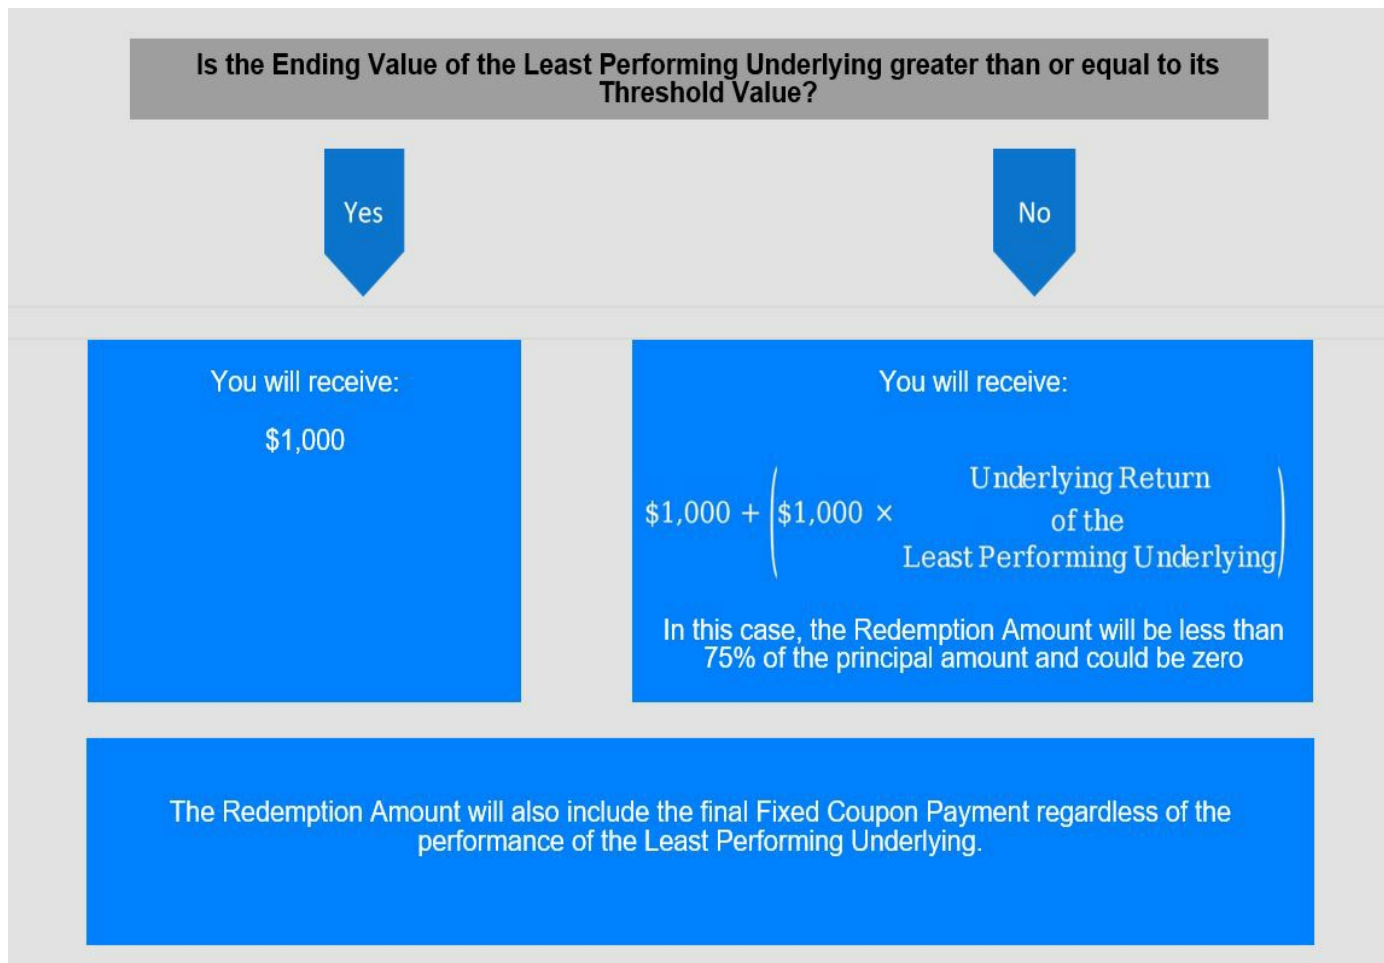 Is the Ending Value of the Least Performing Underlying greater than or equal to its
Threshold Value?
Yes
No
You will receive:
$1,000
You will receive:
$1,000 + ($1,000 × Underlying Return
of the
Least Performing Underlying)
In this case, the Redemption Amount will be less than
75% of the principal amount and could be zero
The Redemption Amount will also include the final Fixed Coupon Payment regardless of the
performance of the Least Performing Underlying.